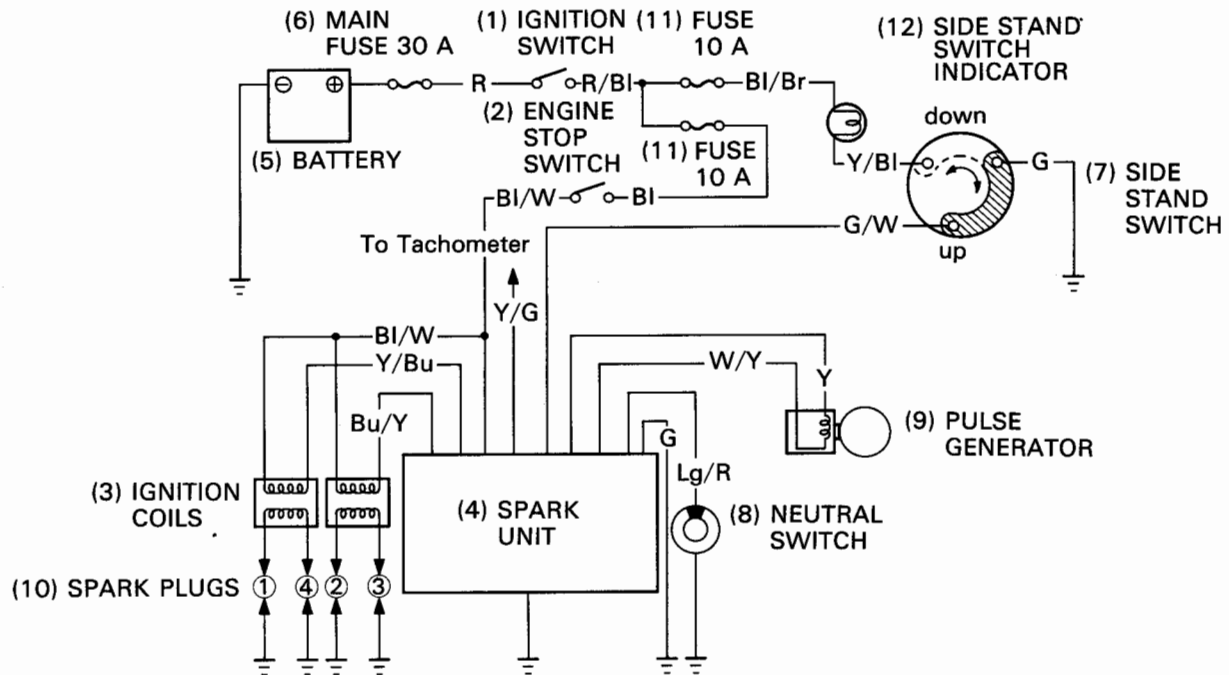 (6) MAIN
FUSE 30 A
(1) IGNITION
SWITCH
(11) FUSE
10 A
(12) SIDE STAND
SWITCH
INDICATOR
⊖
⊕
R
R/Bl
Bl/Br
(5) BATTERY
(2) ENGINE
STOP
SWITCH
(11) FUSE
10 A
down
Y/Bl
G
(7) SIDE
STAND
SWITCH
Bl/W
Bl
G/W
up
To Tachometer
Y/G
Bl/W
Y/Bu
W/Y
Y
Bu/Y
G
(9) PULSE
GENERATOR
Lg/R
(3) IGNITION
COILS
(4) SPARK
UNIT
(8) NEUTRAL
SWITCH
(10) SPARK PLUGS
① ④ ② ③